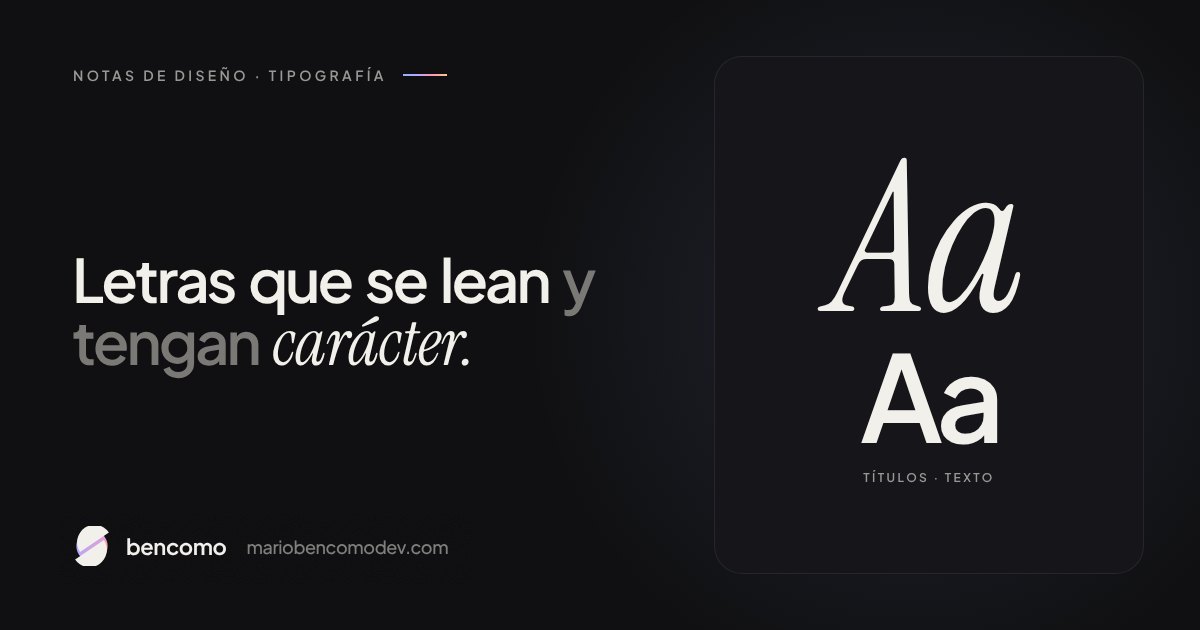 NOTAS DE DISEÑO · TIPOGRAFÍA
Letras que se lean y
tengan carácter.
bencomo mariobencomodev.com
Aa
Aa
TÍTULOS · TEXTO